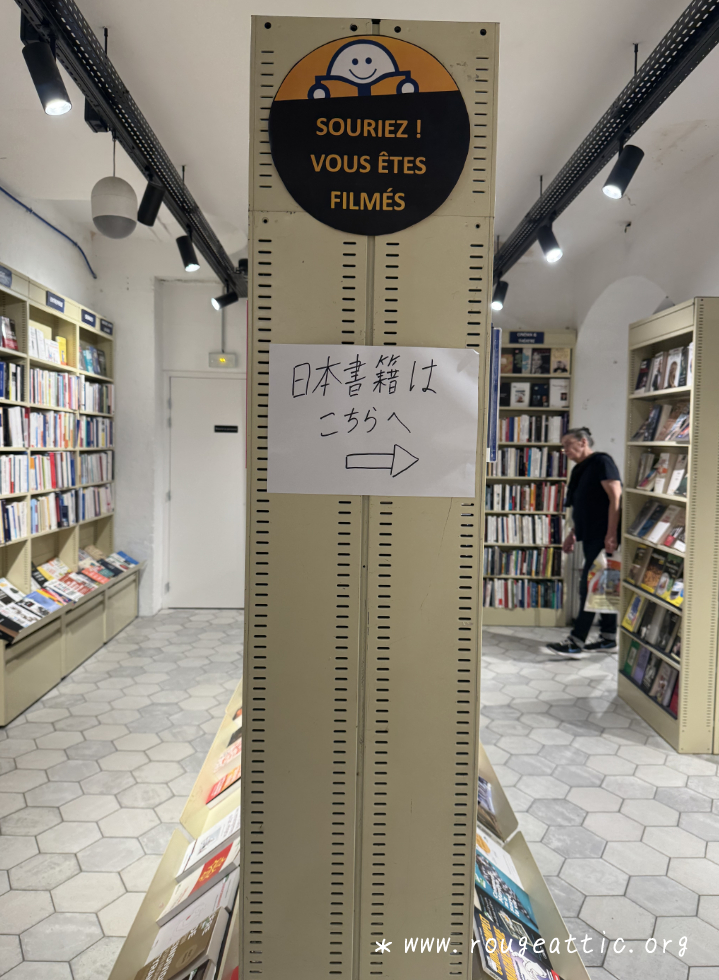 SOURIEZ !
VOUS ÊTES
FILMÉS
日本書籍は
こちらへ
* www.rougeattic.org